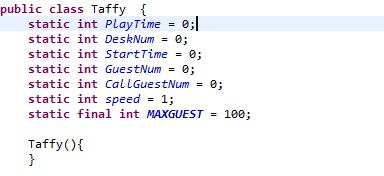 public class Taffy  {
    static int PlayTime = 0;
    static int DeskNum = 0;
    static int StartTime = 0;
    static int GuestNum = 0;
    static int CallGuestNum = 0;
    static int speed = 1;
    static final int MAXGUEST = 100;

    Taffy(){
    }